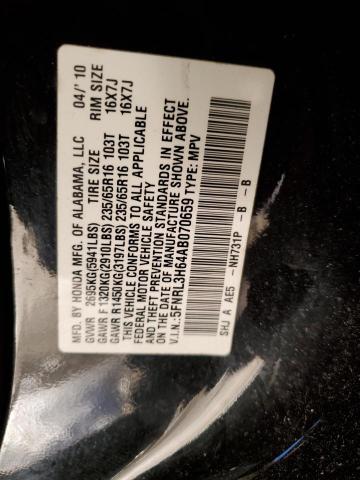 MFD. BY HONDA MFG. OF ALABAMA, LLC 04/' 10
GVWR 2695KG(5941LBS) TIRE SIZE RIM SIZE
GAWR F 1320KG(2910LBS) 235/65R16 103T 16X7J
GAWR R1450KG(3197LBS) 235/65R16 103T 16X7J
THIS VEHICLE CONFORMS TO ALL APPLICABLE
FEDERAL MOTOR VEHICLE SAFETY
AND THEFT PREVENTION STANDARDS IN EFFECT
ON THE DATE OF MANUFACTURE SHOWN ABOVE.
V.I.N.:5FNRL3H64AB070659 TYPE: MPV
SHJ A AE5 -NH731P -B -B